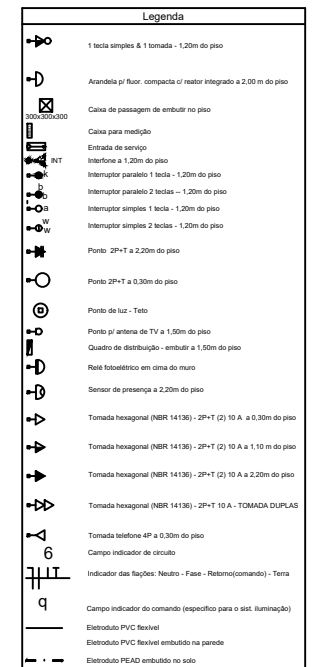 Legenda
1 tecla simples & 1 tomada - 1,20m do piso
Arandela p/ fluor. compacta c/ reator integrado a 2,00 m do piso
Caixa de passagem de embutir no piso
300x300x300
Caixa para medição
Entrada de serviço
INT
Interfone a 1,20m do piso
k
Interruptor paralelo 1 tecla - 1,20m do piso
b
b
Interruptor paralelo 2 teclas -- 1,20m do piso
a
Interruptor simples 1 tecla - 1,20m do piso
w
w
Interruptor simples 2 teclas - 1,20m do piso
Ponto 2P+T a 2,20m do piso
Ponto 2P+T a 0,30m do piso
Ponto de luz - Teto
Ponto p/ antena de TV a 1,50m do piso
Quadro de distribuição - embutir a 1,50m do piso
Relé fotoelétrico em cima do muro
Sensor de presença a 2,20m do piso
Tomada hexagonal (NBR 14136) - 2P+T (2) 10 A a 0,30m do piso
Tomada hexagonal (NBR 14136) - 2P+T (2) 10 A a 1,10 m do piso
Tomada hexagonal (NBR 14136) - 2P+T (2) 10 A a 2,20m do piso
Tomada hexagonal (NBR 14136) - 2P+T 10 A - TOMADA DUPLAS
Tomada telefone 4P a 0,30m do piso
6
Campo indicador de circuito
Indicador das fiações: Neutro - Fase - Retorno(comando) - Terra
q
Campo indicador do comando (específico para o sist. iluminação)
Eletroduto PVC flexível
Eletroduto PVC flexível embutido na parede
Eletroduto PEAD embutido no solo